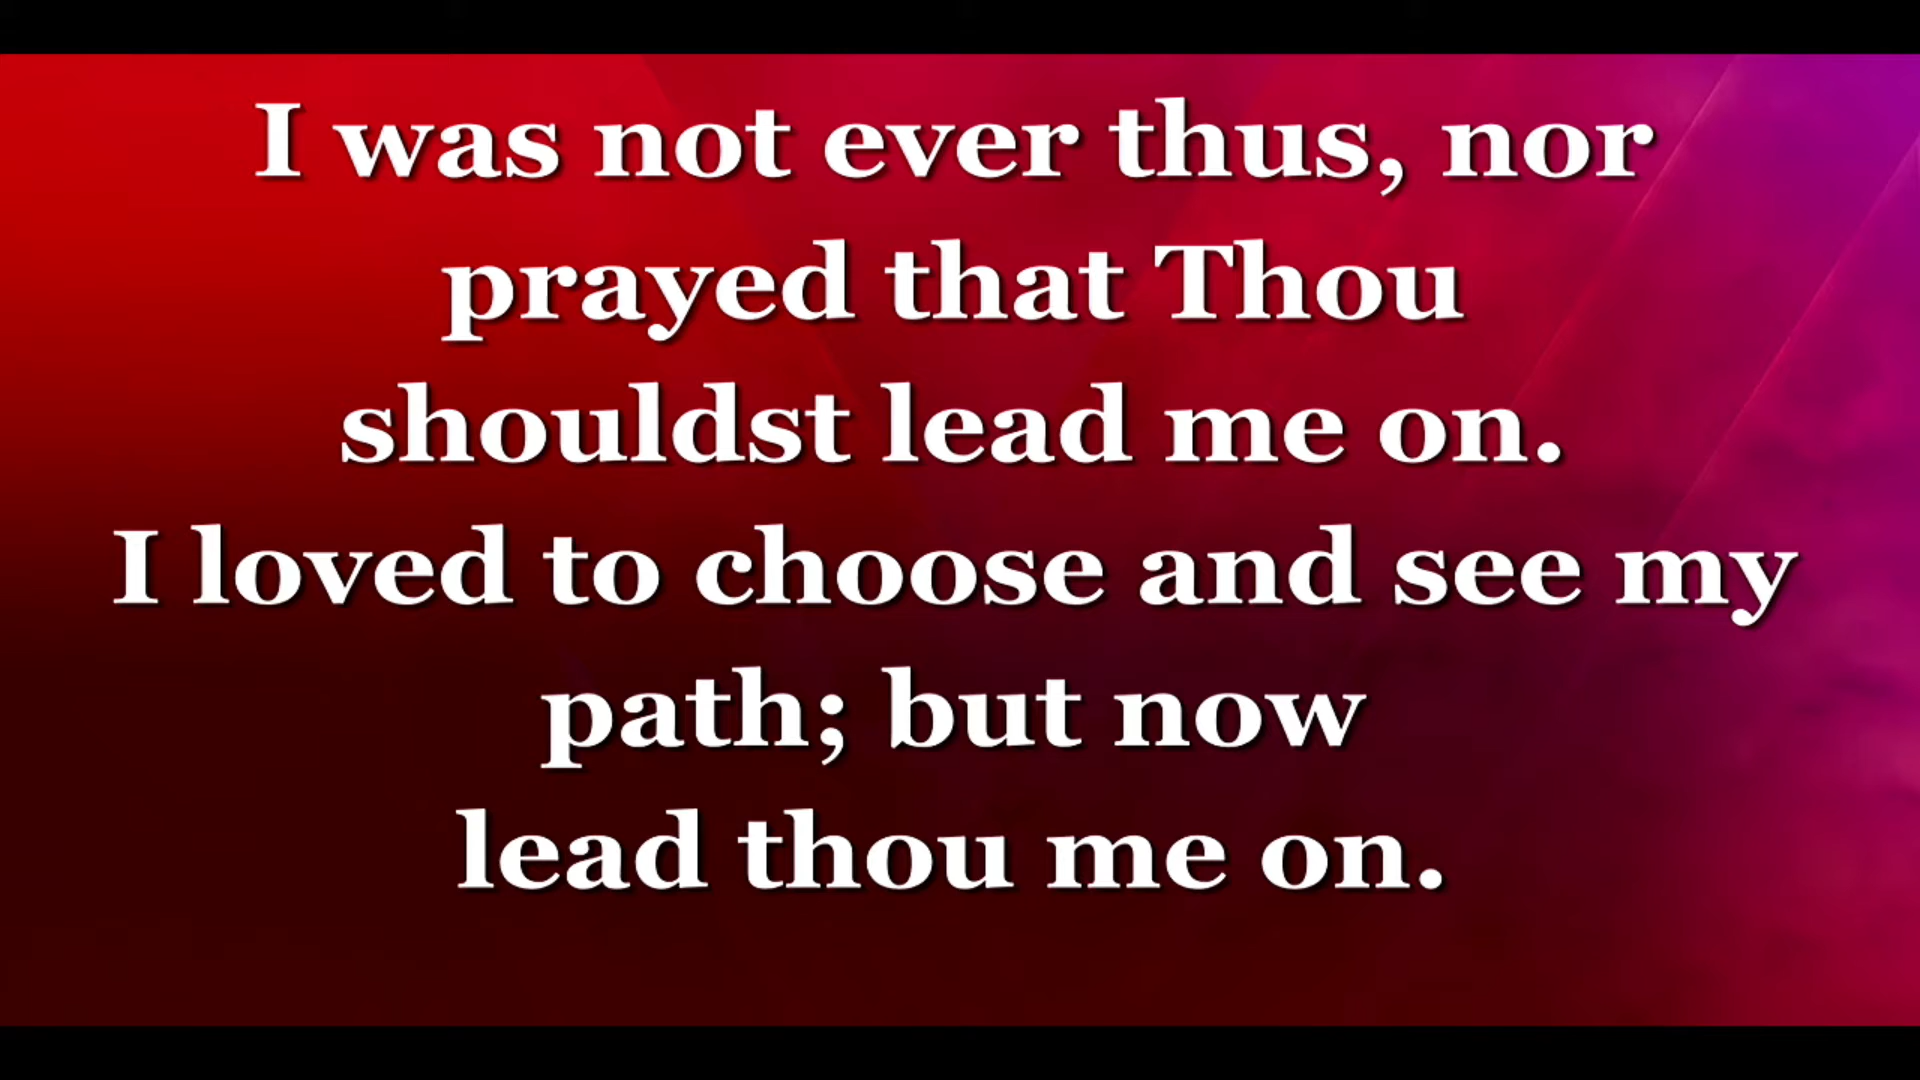 I was not ever thus, nor
prayed that Thou
shouldst lead me on.
I loved to choose and see my
path; but now
lead thou me on.